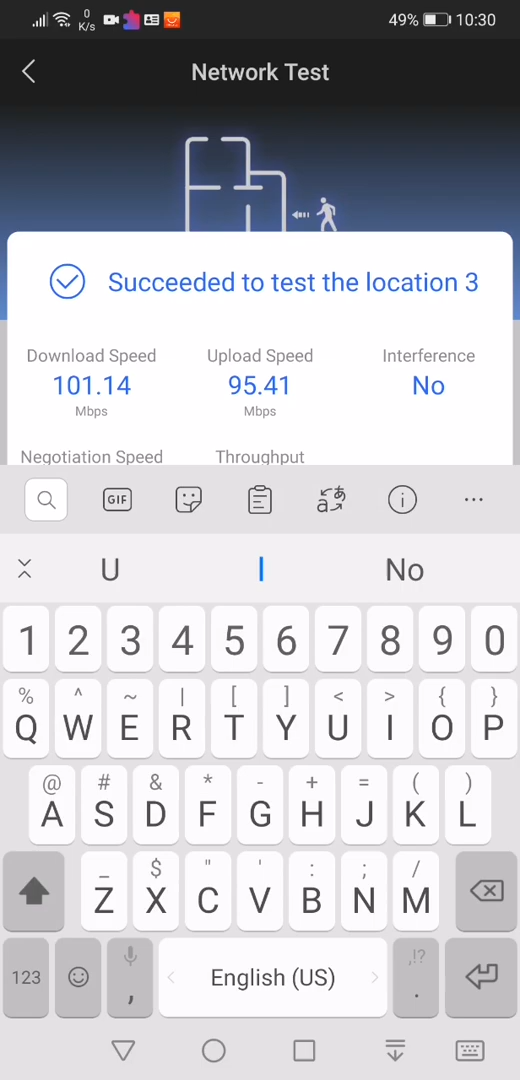 0
K/s
49% 10:30
Network Test
Succeeded to test the location 3
Download Speed Upload Speed Interference
101.14 95.41 No
Mbps Mbps
Negotiation Speed Throughput
GIF
U I No
1 2 3 4 5 6 7 8 9 0
% ^ ~ | [ ] < > { }
Q W E R T Y U I O P
@ # & * - + = ( )
A S D F G H J K L
_ $ " ' : ; /
Z X C V B N M
,!?
123 , English (US) .